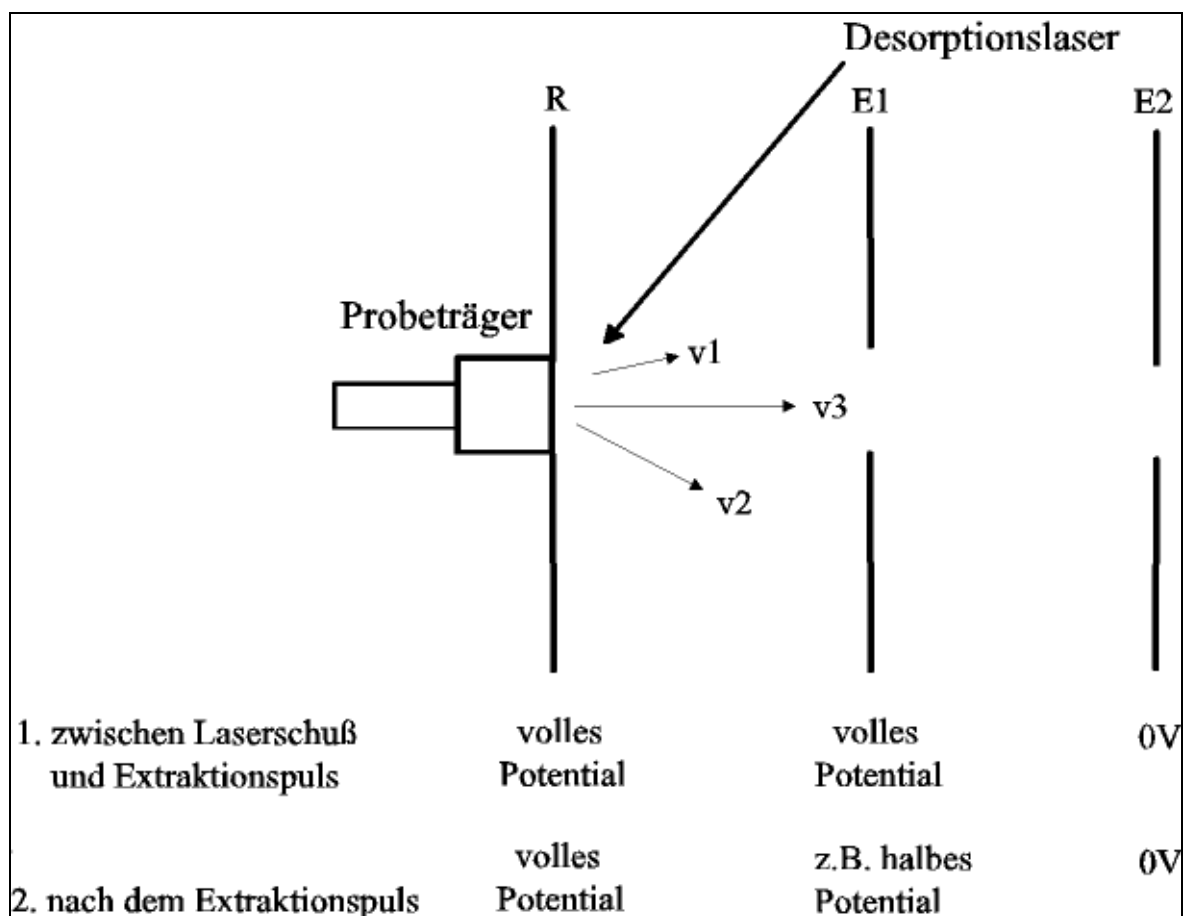 Desorptionslaser
R
E1
E2
Probeträger
v1
v3
v2
1. zwischen Laserschuß
volles
volles
0V
und Extraktionspuls
Potential
Potential
volles
z.B. halbes
0V
2. nach dem Extraktionspuls
Potential
Potential